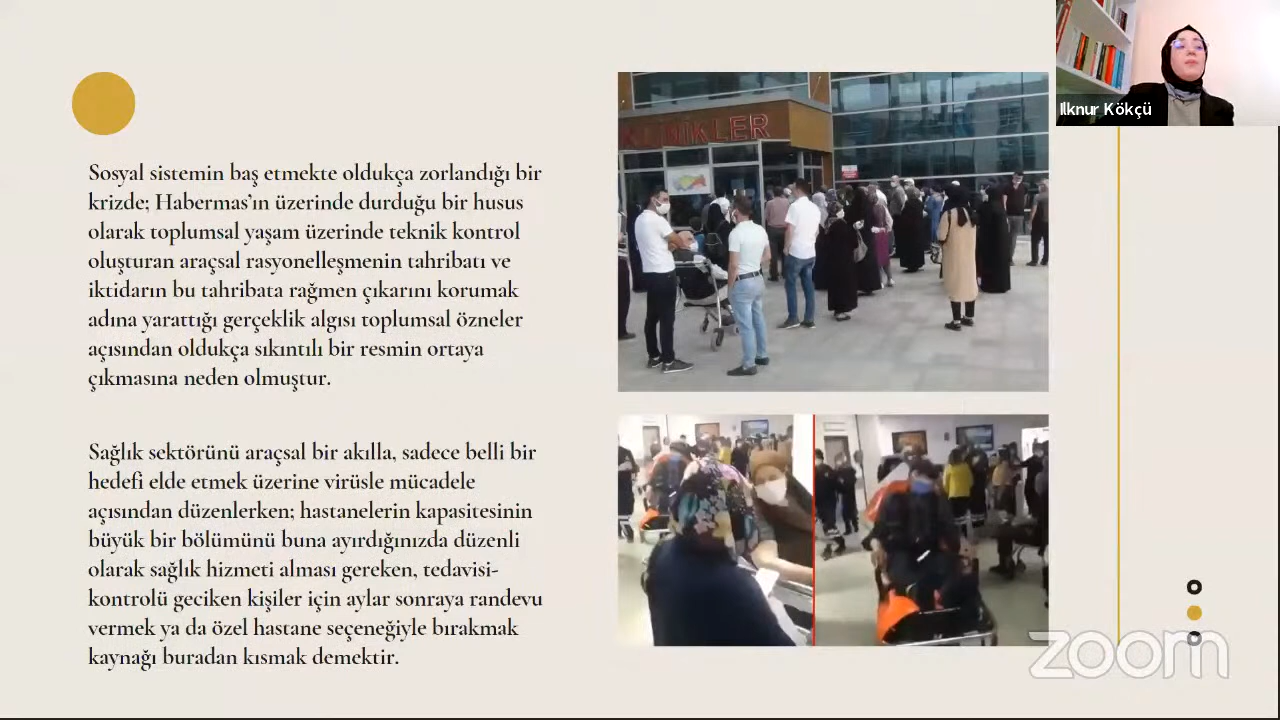 Sosyal sistemin baş etmekte oldukça zorlandığı bir
krizde; Habermas'ın üzerinde durduğu bir husus
olarak toplumsal yaşam üzerinde teknik kontrol
oluşturan araçsal rasyonelleşmenin tahribatı ve
iktidarın bu tahribata rağmen çıkarını korumak
adına yarattığı gerçeklik algısı toplumsal özneler
açısından oldukça sıkıntılı bir resmin ortaya
çıkmasına neden olmuştur.
Sağlık sektörünü araçsal bir akılla, sadece belli bir
hedefi elde etmek üzerine virüsle mücadele
açısından düzenlerken; hastanelerin kapasitesinin
büyük bir bölümünü buna ayırdığınızda düzenli
olarak sağlık hizmeti alması gereken, tedavisi-
kontrolü geciken kişiler için aylar sonraya randevu
vermek ya da özel hastane seçeneğiyle bırakmak
kaynağı buradan kısmak demektir.
KLİNİKLER
Ilknur Kökçü
zoom